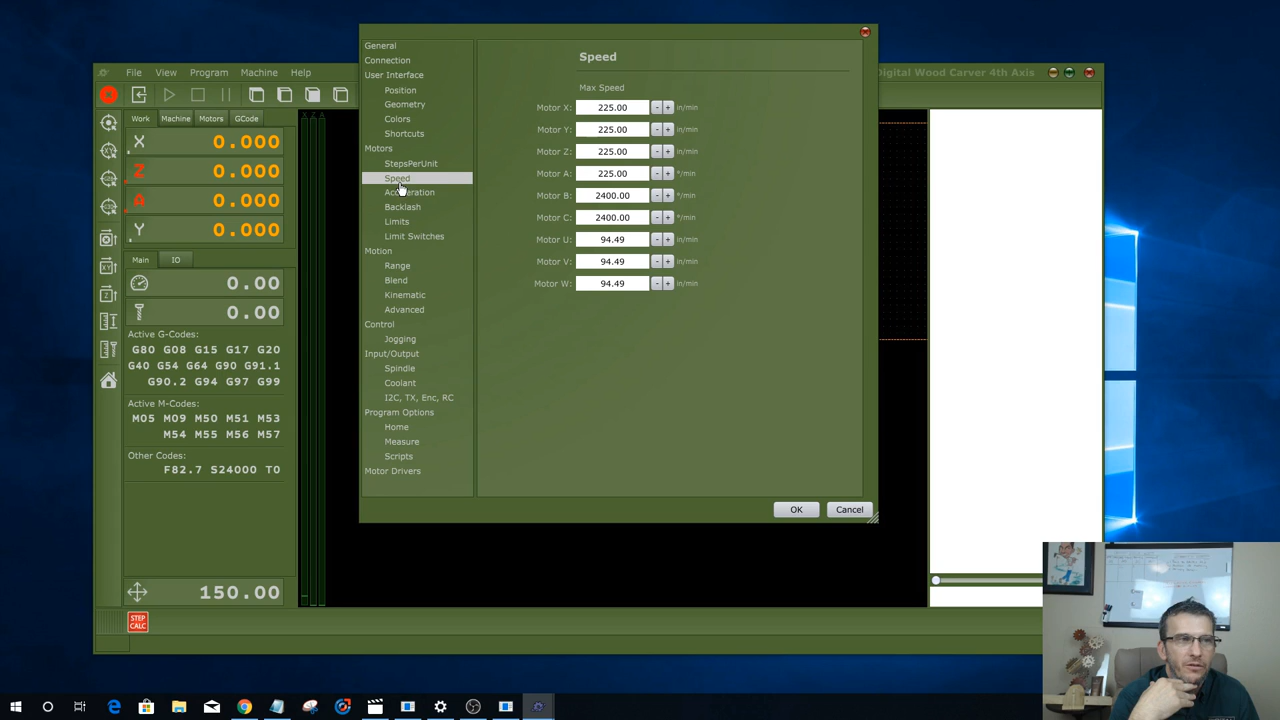 File View Program Machine Help
Digital Wood Carver 4th Axis
Work Machine Motors GCode
X 0.000
Z 0.000
A 0.000
Y 0.000
Main IO
0.00
0.00
Active G-Codes:
G80 G08 G15 G17 G20
G40 G54 G64 G90 G91.1
G90.2 G94 G97 G99
Active M-Codes:
M05 M09 M50 M51 M53
M54 M55 M56 M57
Other Codes:
F82.7 S24000 T0
150.00
STEP
CALC
X Z A
General
Connection
User Interface
Position
Geometry
Colors
Shortcuts
Motors
StepsPerUnit
Speed
Acceleration
Backlash
Limits
Limit Switches
Motion
Range
Blend
Kinematic
Advanced
Control
Jogging
Input/Output
Spindle
Coolant
I2C, TX, Enc, RC
Program Options
Home
Measure
Scripts
Motor Drivers
Speed
Max Speed
Motor X: 225.00 - + in/min
Motor Y: 225.00 - + in/min
Motor Z: 225.00 - + in/min
Motor A: 225.00 - + °/min
Motor B: 2400.00 - + °/min
Motor C: 2400.00 - + °/min
Motor U: 94.49 - + in/min
Motor V: 94.49 - + in/min
Motor W: 94.49 - + in/min
OK Cancel